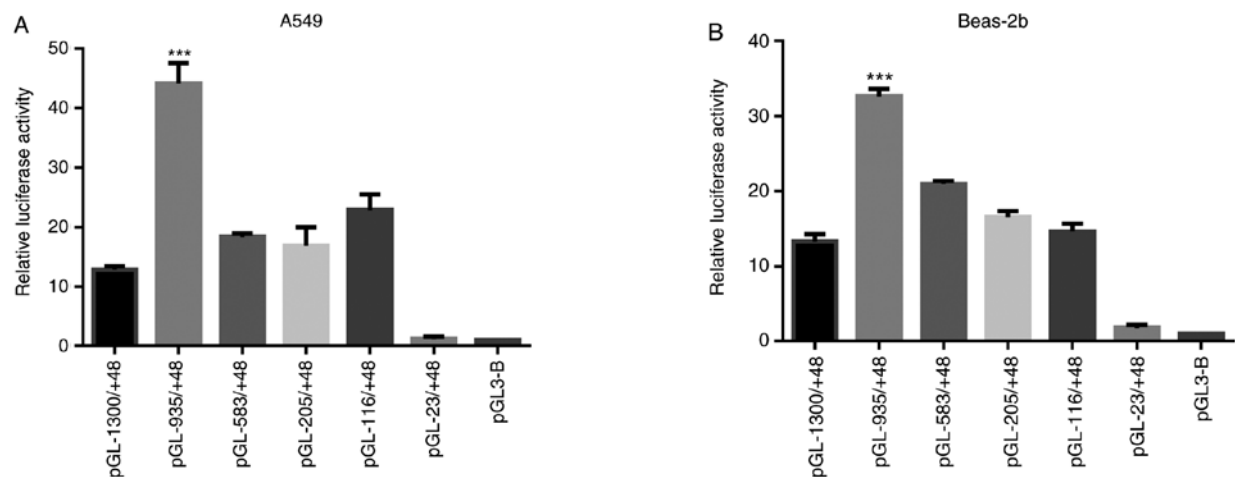 A
A549
Relative luciferase activity
50
40
30
20
10
0
***
pGL-1300/+48
pGL-935/+48
pGL-583/+48
pGL-205/+48
pGL-116/+48
pGL-23/+48
pGL3-B
B
Beas-2b
Relative luciferase activity
40
30
20
10
0
***
pGL-1300/+48
pGL-935/+48
pGL-583/+48
pGL-205/+48
pGL-116/+48
pGL-23/+48
pGL3-B